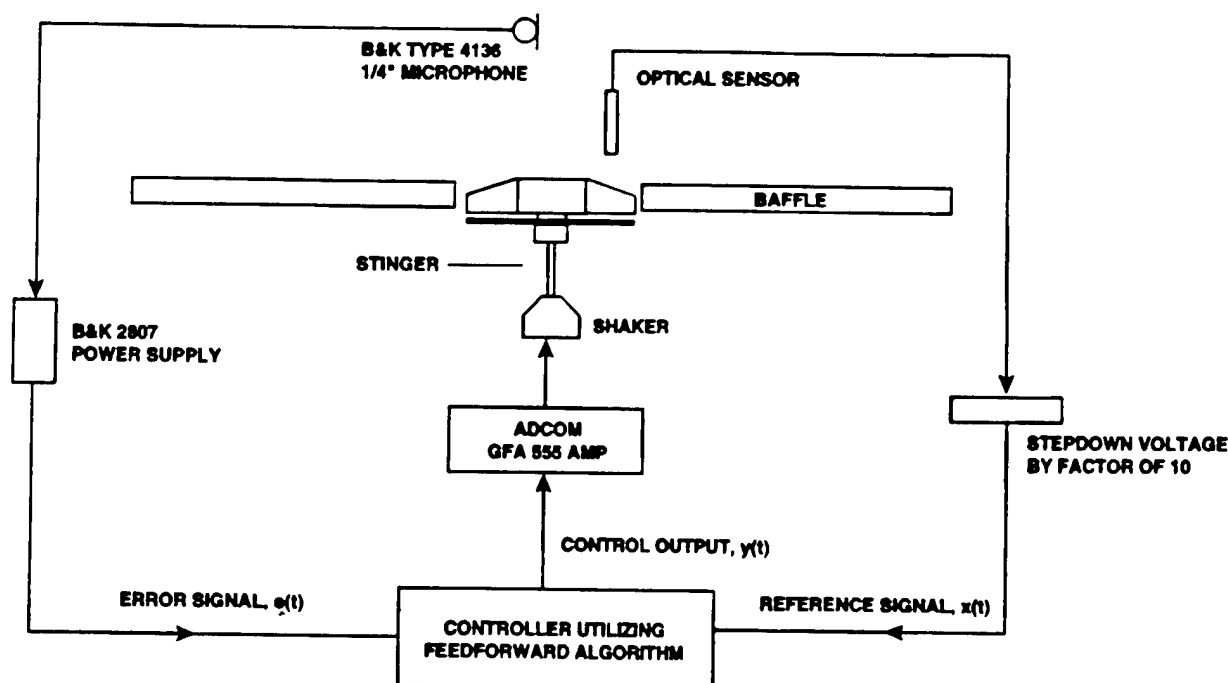 B&K TYPE 4136
1/4" MICROPHONE
OPTICAL SENSOR
BAFFLE
STINGER
SHAKER
B&K 2807
POWER SUPPLY
ADCOM
GFA 555 AMP
STEPDOWN VOLTAGE
BY FACTOR OF 10
CONTROL OUTPUT, y(t)
ERROR SIGNAL, e(t)
REFERENCE SIGNAL, x(t)
CONTROLLER UTILIZING
FEEDFORWARD ALGORITHM